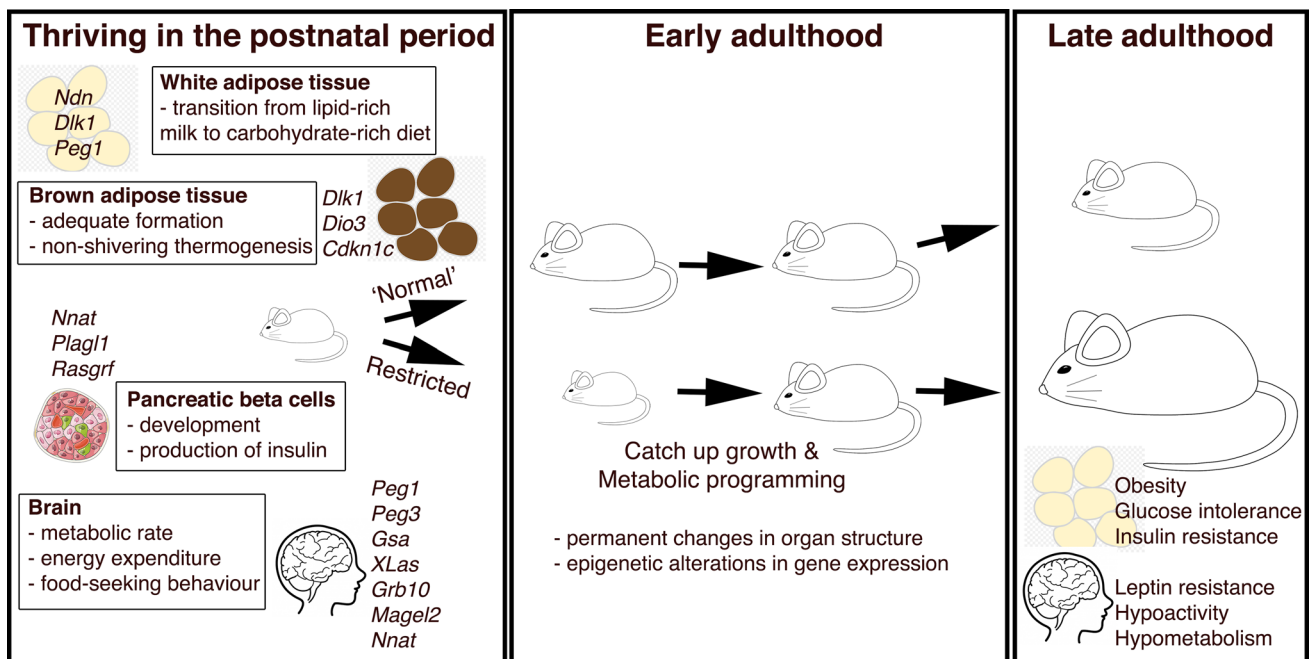 Thriving in the postnatal period
Ndn
Dlk1
Peg1
White adipose tissue
- transition from lipid-rich
milk to carbohydrate-rich diet
Brown adipose tissue
- adequate formation
- non-shivering thermogenesis
Dlk1
Dio3
Cdkn1c
Nnat
Plagl1
Rasgrf
'Normal'
Restricted
Pancreatic beta cells
- development
- production of insulin
Brain
- metabolic rate
- energy expenditure
- food-seeking behaviour
Peg1
Peg3
Gsa
XLas
Grb10
Magel2
Nnat
Early adulthood
Catch up growth &
Metabolic programming
- permanent changes in organ structure
- epigenetic alterations in gene expression
Late adulthood
Obesity
Glucose intolerance
Insulin resistance
Leptin resistance
Hypoactivity
Hypometabolism